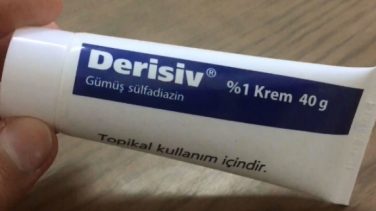 Derisiv®
Gümüş sülfadiazin
%1 Krem 40 g
Topikal kullanım içindir.